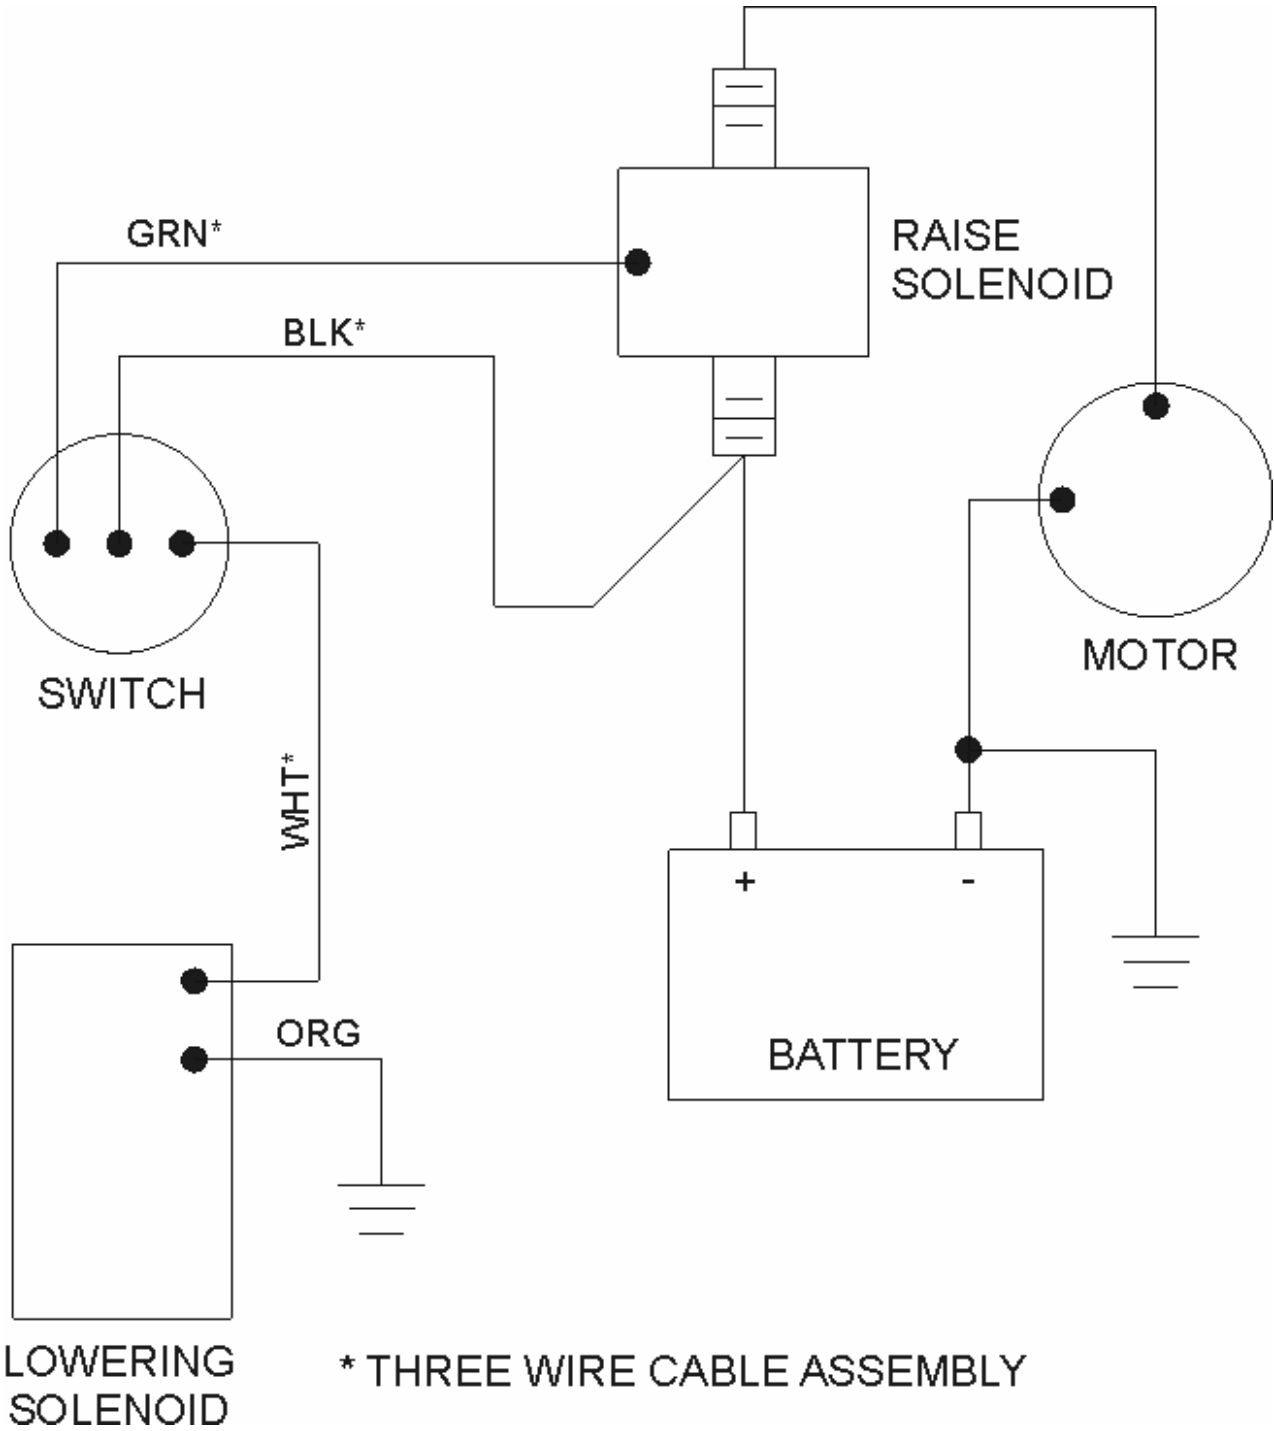 GRN*
RAISE
SOLENOID
BLK*
MOTOR
SWITCH
WHT*
+ -
ORG
BATTERY
LOWERING
SOLENOID
* THREE WIRE CABLE ASSEMBLY